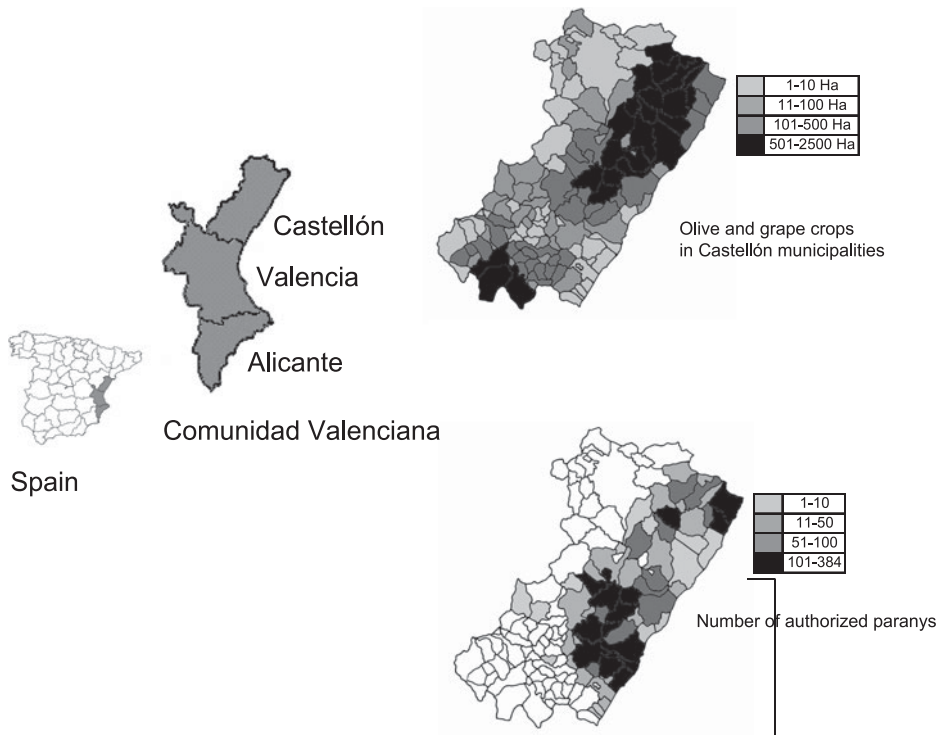 1-10 Ha
11-100 Ha
101-500 Ha
501-2500 Ha
Olive and grape crops
in Castellón municipalities
Castellón
Valencia
Alicante
Comunidad Valenciana
Spain
1-10
11-50
51-100
101-384
Number of authorized paranys